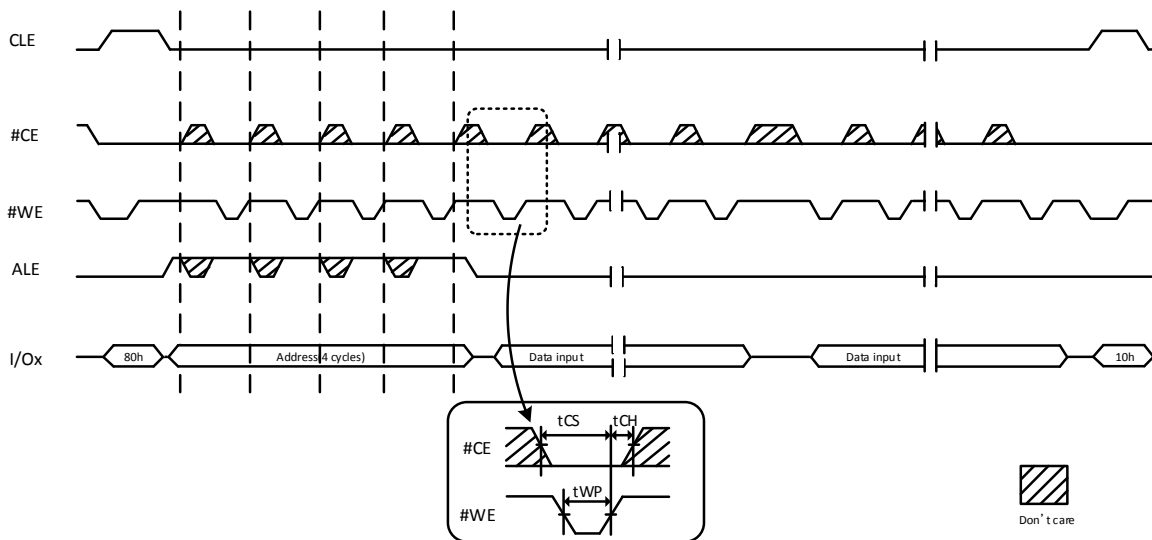 CLE
#CE
#WE
ALE
I/Ox 80h Address(4 cycles) Data input Data input 10h
tCS tCH
#CE
tWP
#WE
Don't care